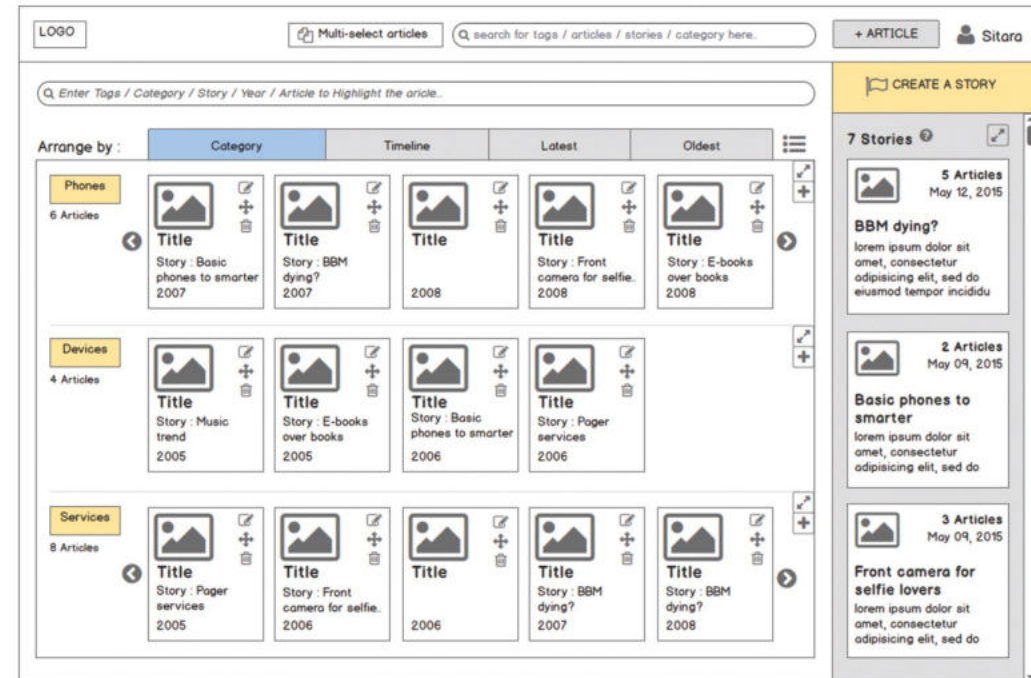 LOGO
Multi-select articles
search for tags / articles / stories / category here..
+ ARTICLE
Sitara
Enter Tags / Category / Story / Year / Article to Highlight the oricle...
CREATE A STORY
Arrange by :
Category
Timeline
Latest
Oldest
7 Stories ?
Phones
6 Articles
Title
Story : Basic
phones to smarter
2007
Title
Story : BBM
dying?
2007
Title
2008
Title
Story : Front
camera for selfie..
2008
Title
Story : E-books
over books
2008
Devices
4 Articles
Title
Story : Music
trend
2005
Title
Story : E-books
over books
2005
Title
Story : Basic
phones to smarter
2006
Title
Story : Pager
services
2006
Services
8 Articles
Title
Story : Pager
services
2005
Title
Story : Front
camera for selfie..
2006
Title
2006
Title
Story : BBM
dying?
2007
Title
Story : BBM
dying?
2008
5 Articles
May 12, 2015
BBM dying?
lorem ipsum dolor sit
amet, consectetur
adipisicing elit, sed do
eiusmod tempor incididu
2 Articles
May 09, 2015
Basic phones to
smarter
lorem ipsum dolor sit
amet, consectetur
adipisicing elit, sed do
3 Articles
May 09, 2015
Front camera for
selfie lovers
lorem ipsum dolor sit
amet, consectetur
adipisicing elit, sed do